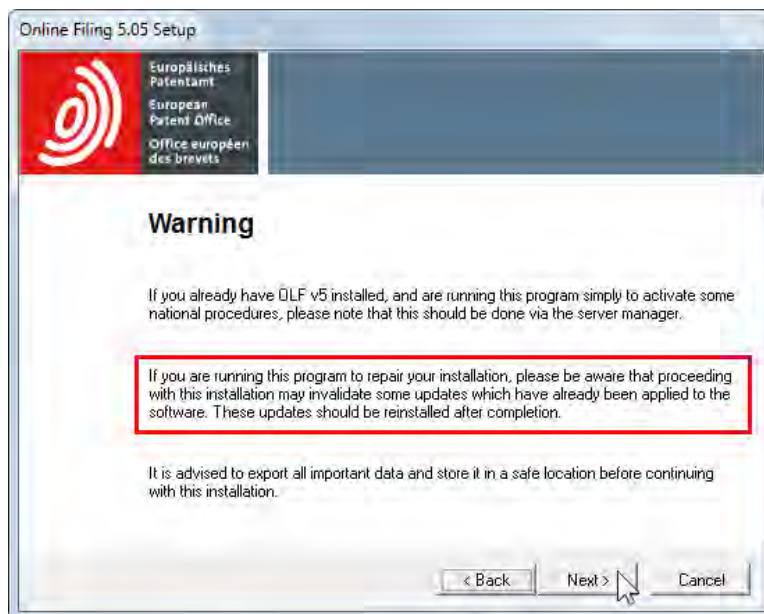 Online Filing 5.05 Setup
Europäisches
Patentamt
European
Patent Office
Office européen
des brevets
Warning
If you already have OLF v5 installed, and are running this program simply to activate some
national procedures, please note that this should be done via the server manager.
If you are running this program to repair your installation, please be aware that proceeding
with this installation may invalidate some updates which have already been applied to the
software. These updates should be reinstalled after completion.
It is advised to export all important data and store it in a safe location before continuing
with this installation.
< Back
Next >
Cancel